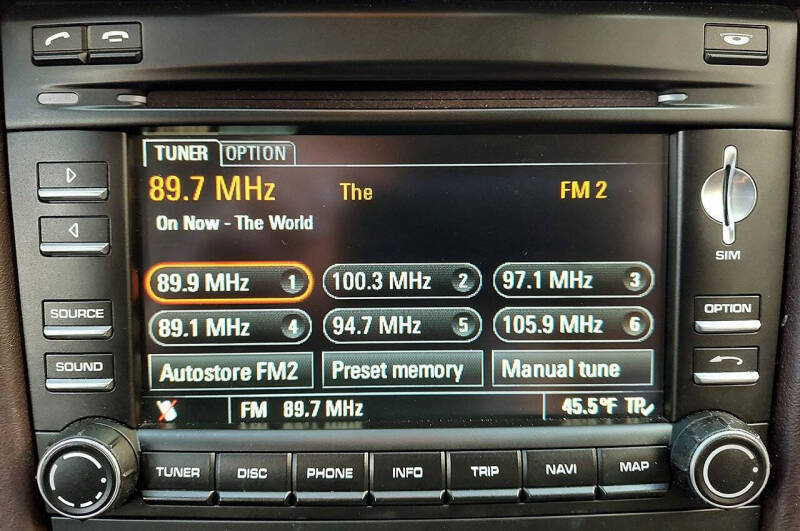 TUNER OPTION
89.7 MHz The FM 2
On Now - The World
89.9 MHz 1 100.3 MHz 2 97.1 MHz 3
89.1 MHz 4 94.7 MHz 5 105.9 MHz 6
Autostore FM2 Preset memory Manual tune
FM 89.7 MHz 45.5°F TP
SOURCE
SOUND
SIM
OPTION
TUNER DISC PHONE INFO TRIP NAVI MAP